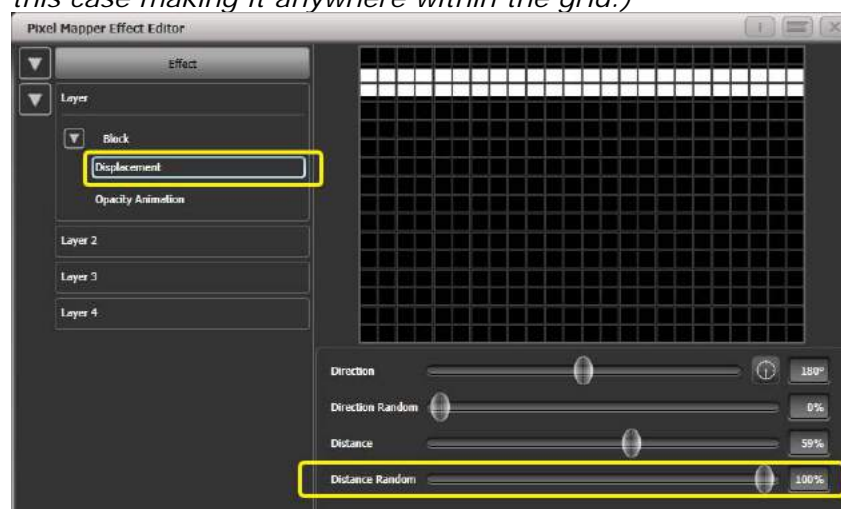 this case making it anywhere within the grid.)
Pixel Mapper Effect Editor
Effect
Layer
Block
Displacement
Opacity Animation
Layer 2
Layer 3
Layer 4
Direction 180°
Direction Random 0%
Distance 59%
Distance Random 100%